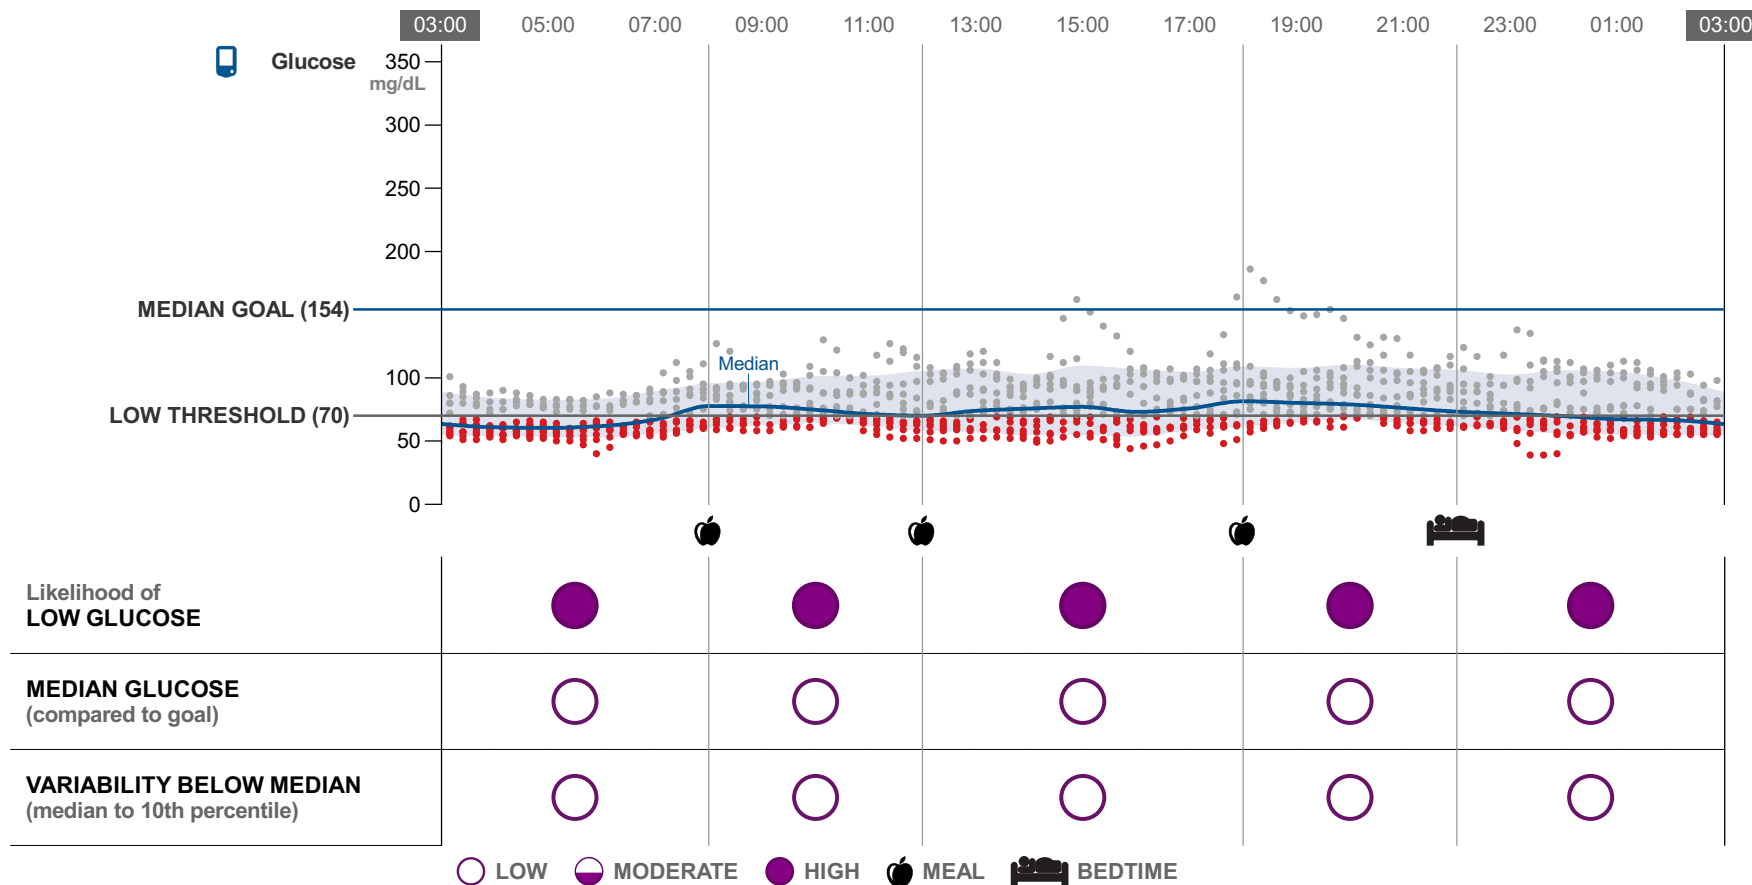 03:00 05:00 07:00 09:00 11:00 13:00 15:00 17:00 19:00 21:00 23:00 01:00 03:00
Glucose 350
mg/dL
300
250
200
MEDIAN GOAL (154)
Median
100
LOW THRESHOLD (70)
50
0
Likelihood of
LOW GLUCOSE
MEDIAN GLUCOSE
(compared to goal)
VARIABILITY BELOW MEDIAN
(median to 10th percentile)
LOW MODERATE HIGH MEAL BEDTIME